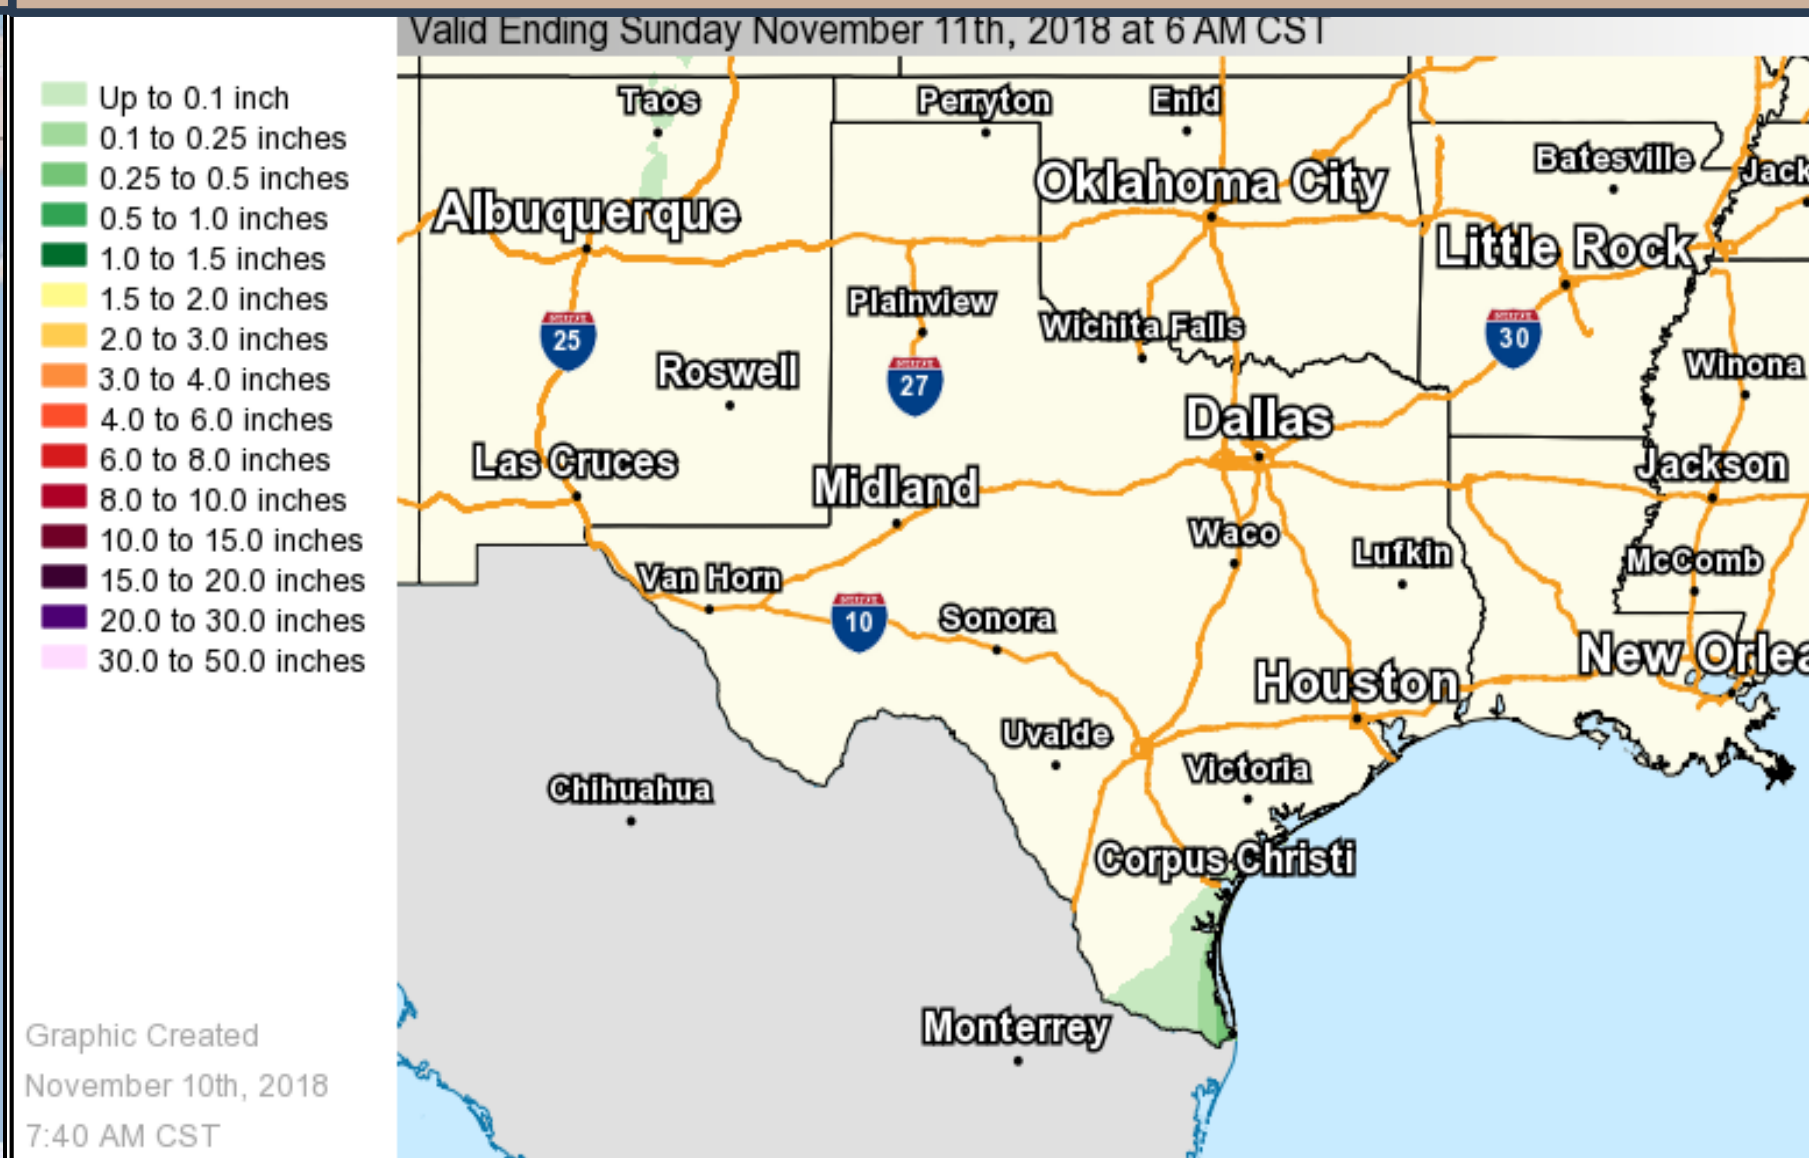 Valid Ending Sunday November 11th, 2018 at 6 AM CST
Up to 0.1 inch
0.1 to 0.25 inches
0.25 to 0.5 inches
0.5 to 1.0 inches
1.0 to 1.5 inches
1.5 to 2.0 inches
2.0 to 3.0 inches
3.0 to 4.0 inches
4.0 to 6.0 inches
6.0 to 8.0 inches
8.0 to 10.0 inches
10.0 to 15.0 inches
15.0 to 20.0 inches
20.0 to 30.0 inches
30.0 to 50.0 inches
Graphic Created
November 10th, 2018
7:40 AM CST
Taos
Perryton
Enid
Batesville
Jack
Oklahoma City
Albuquerque
Little Rock
Plainview
Wichita Falls
25
30
Roswell
27
Winona
Dallas
Las Cruces
Midland
Jackson
Waco
Lufkin
McComb
Van Horn
10
Sonora
New Orlea
Houston
Uvalde
Victoria
Chihuahua
Corpus Christi
Monterrey